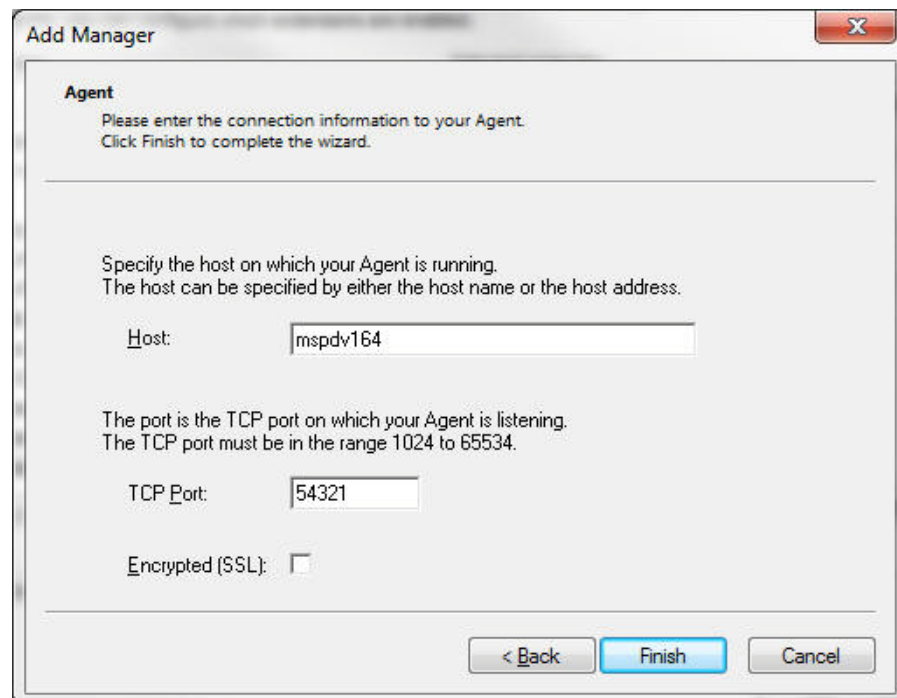 Add Manager
Agent
Please enter the connection information to your Agent.
Click Finish to complete the wizard.
Specify the host on which your Agent is running.
The host can be specified by either the host name or the host address.
Host: mspdv164
The port is the TCP port on which your Agent is listening.
The TCP port must be in the range 1024 to 65534.
TCP Port: 54321
Encrypted (SSL):
< Back Finish Cancel